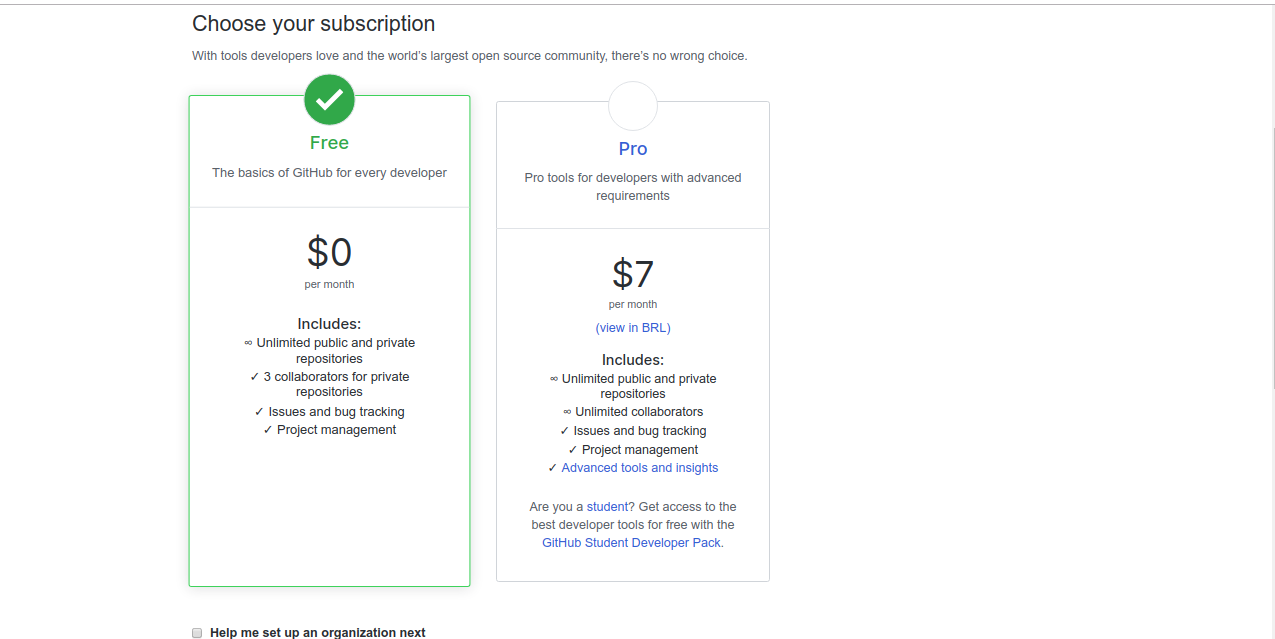 Choose your subscription
With tools developers love and the world's largest open source community, there's no wrong choice.
Free
The basics of GitHub for every developer
$0
per month
Includes:
∞ Unlimited public and private
repositories
✓ 3 collaborators for private
repositories
✓ Issues and bug tracking
✓ Project management
Pro
Pro tools for developers with advanced
requirements
$7
per month
(view in BRL)
Includes:
∞ Unlimited public and private
repositories
∞ Unlimited collaborators
✓ Issues and bug tracking
✓ Project management
✓ Advanced tools and insights
Are you a student? Get access to the
best developer tools for free with the
GitHub Student Developer Pack.
Help me set up an organization next